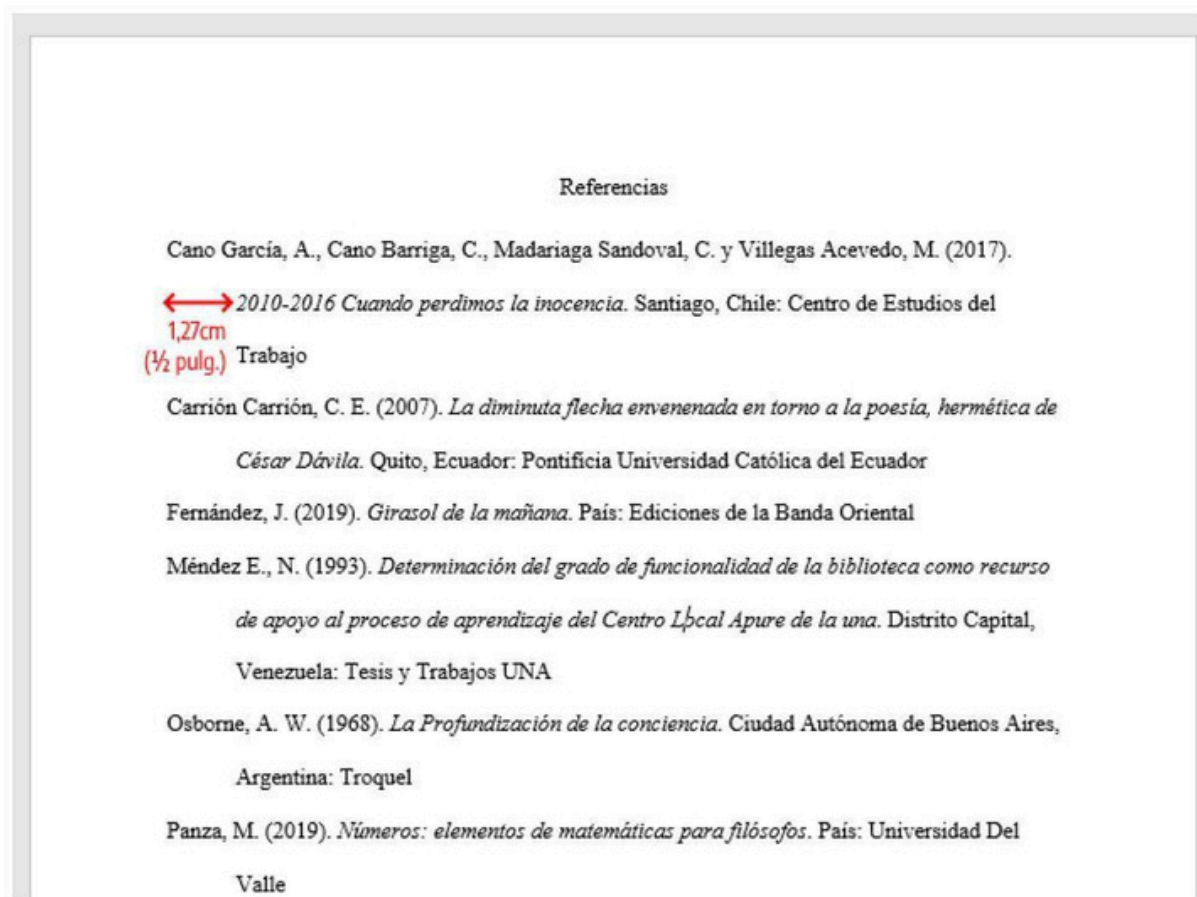 Referencias
Cano García, A., Cano Barriga, C., Madariaga Sandoval, C. y Villegas Acevedo, M. (2017).
2010-2016 Cuando perdimos la inocencia. Santiago, Chile: Centro de Estudios del
1,27cm
(½ pulg.)
Trabajo
Carrión Carrión, C. E. (2007). La diminuta flecha envenenada en torno a la poesía, hermética de
César Dávila. Quito, Ecuador: Pontificia Universidad Católica del Ecuador
Fernández, J. (2019). Girasol de la mañana. País: Ediciones de la Banda Oriental
Méndez E., N. (1993). Determinación del grado de funcionalidad de la biblioteca como recurso
de apoyo al proceso de aprendizaje del Centro Local Apure de la una. Distrito Capital,
Venezuela: Tesis y Trabajos UNA
Osborne, A. W. (1968). La Profundización de la conciencia. Ciudad Autónoma de Buenos Aires,
Argentina: Troquel
Panza, M. (2019). Números: elementos de matemáticas para filósofos. País: Universidad Del
Valle